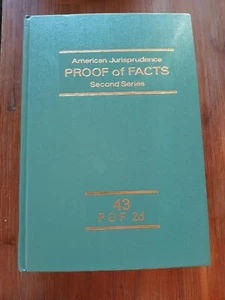 American Jurisprudence
PROOF of FACTS
Second Series
43
P O F 2d